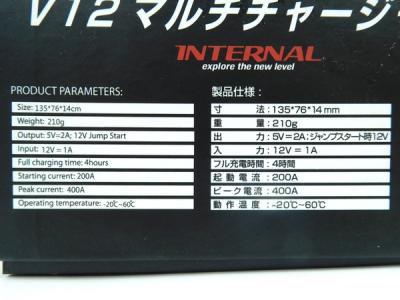 V12 マルチチャージャー
INTERNAL
explore the new level
PRODUCT PARAMETERS:
Size: 135*76*14cm
Weight: 210g
Output: 5V=2A; 12V Jump Start
Input: 12V = 1A
Full charging time: 4hours
Starting current: 200A
Peak current: 400A
Operating temperature: -20℃~60℃
製品仕様:
寸 法:135*76*14mm
重 量:210g
出 力:5V=2A;ジャンプスタート時12V
入 力:12V = 1A
フル充電時間:4時間
起動電流:200A
ピーク電流:400A
動作温度:-20℃~60℃